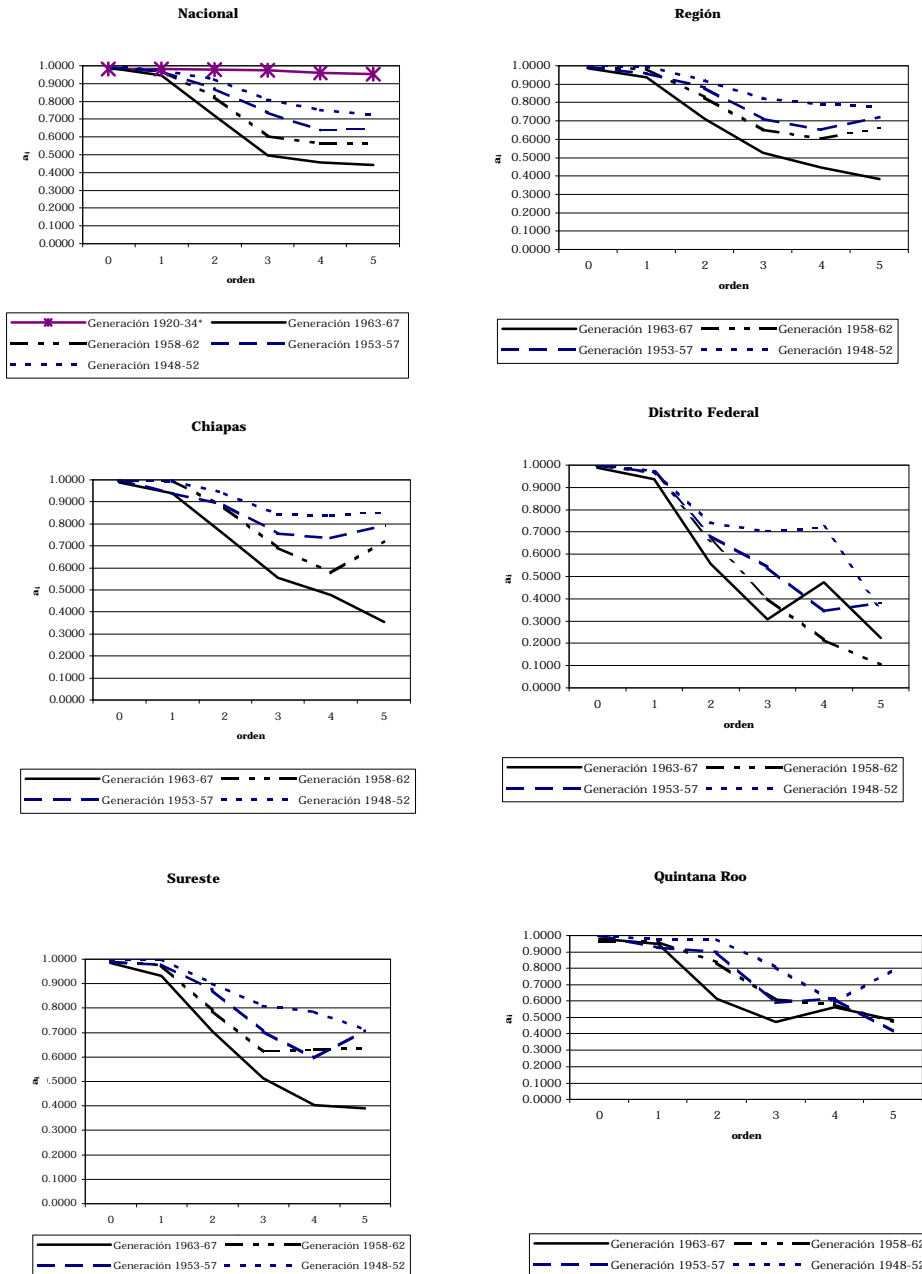 Nacional
1.0000
0.9000
0.8000
0.7000
0.6000
0.5000
0.4000
0.3000
0.2000
0.1000
0.0000
ai
0 1 2 3 4 5
orden
Generación 1920-34* Generación 1963-67
Generación 1958-62 Generación 1953-57
Generación 1948-52
Región
1.0000
0.9000
0.8000
0.7000
0.6000
0.5000
0.4000
0.3000
0.2000
0.1000
0.0000
ai
0 1 2 3 4 5
orden
Generación 1963-67 Generación 1958-62
Generación 1953-57 Generación 1948-52
Chiapas
1.0000
0.9000
0.8000
0.7000
0.6000
0.5000
0.4000
0.3000
0.2000
0.1000
0.0000
ai
0 1 2 3 4 5
orden
Generación 1963-67 Generación 1958-62
Generación 1953-57 Generación 1948-52
Distrito Federal
1.0000
0.9000
0.8000
0.7000
0.6000
0.5000
0.4000
0.3000
0.2000
0.1000
0.0000
ai
0 1 2 3 4 5
orden
Generación 1963-67 Generación 1958-62
Generación 1953-57 Generación 1948-52
Sureste
1.0000
0.9000
0.8000
0.7000
0.6000
0.5000
0.4000
0.3000
0.2000
0.1000
0.0000
ai
0 1 2 3 4 5
orden
Generación 1963-67 Generación 1958-62
Generación 1953-57 Generación 1948-52
Quintana Roo
1.0000
0.9000
0.8000
0.7000
0.6000
0.5000
0.4000
0.3000
0.2000
0.1000
0.0000
ai
0 1 2 3 4 5
orden
Generación 1963-67 Generación 1958-62
Generación 1953-57 Generación 1948-52